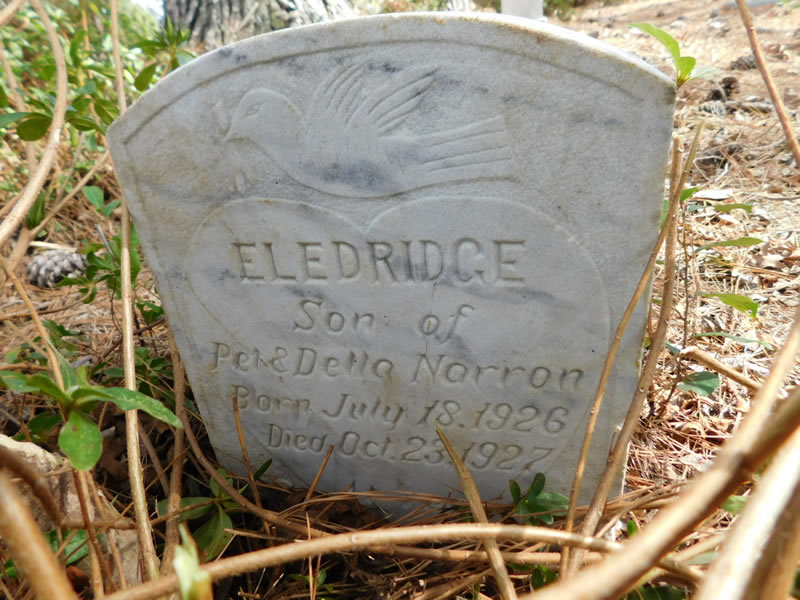 ELEDRIDGE
Son of
Pet & Della Narron
Born July 18, 1926
Died Oct. 23, 1927